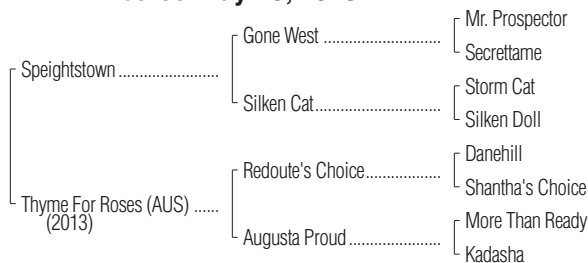 Mr. Prospector
Gone West
Secrettame
Speightstown
Storm Cat
Silken Cat
Silken Doll
Danehill
Redoute's Choice
Shantha's Choice
Thyme For Roses (AUS)
(2013)
More Than Ready
Augusta Proud
Kadasha